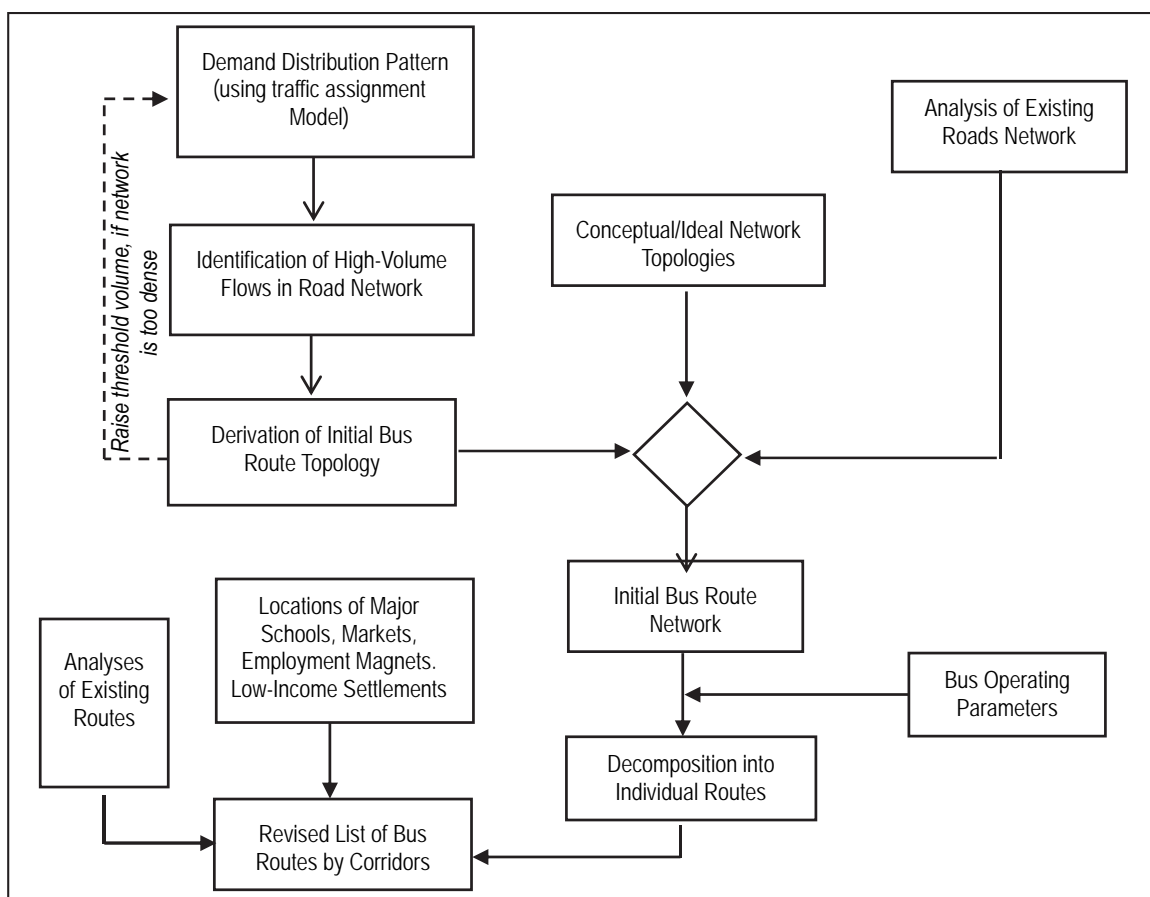 Demand Distribution Pattern
(using traffic assignment
Model)
Analysis of Existing
Roads Network
Raise threshold volume, if network
is too dense
Conceptual/Ideal Network
Topologies
Identification of High-Volume
Flows in Road Network
Derivation of Initial Bus
Route Topology
Initial Bus Route
Network
Locations of Major
Schools, Markets,
Employment Magnets.
Low-Income Settlements
Analyses
of Existing
Routes
Bus Operating
Parameters
Decomposition into
Individual Routes
Revised List of Bus
Routes by Corridors